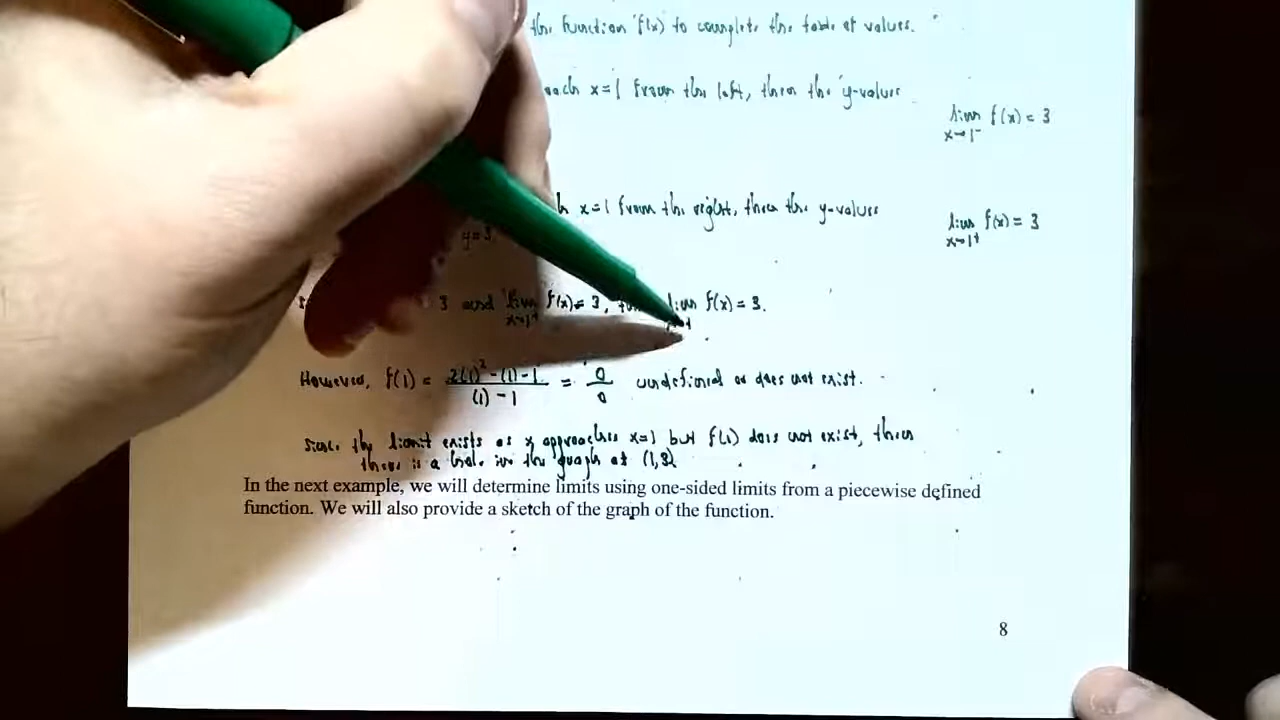 the function f(x) to complete the table of values.
x=1 from the left, then the y-values
lim f(x) = 3
x→1⁻
x=1 from the right, then the y-values
y=3.
lim f(x) = 3
x→1⁺
3 and lim f(x) = 3, lim f(x) = 3.
x→1⁺
However, f(1) = 2(1)²-(1)-1 / (1)-1 = 0/0 undefined or does not exist.
Since the limit exists as x approaches x=1 but f(1) does not exist, then
there is a hole in the graph at (1,3)
In the next example, we will determine limits using one-sided limits from a piecewise defined
function. We will also provide a sketch of the graph of the function.
8